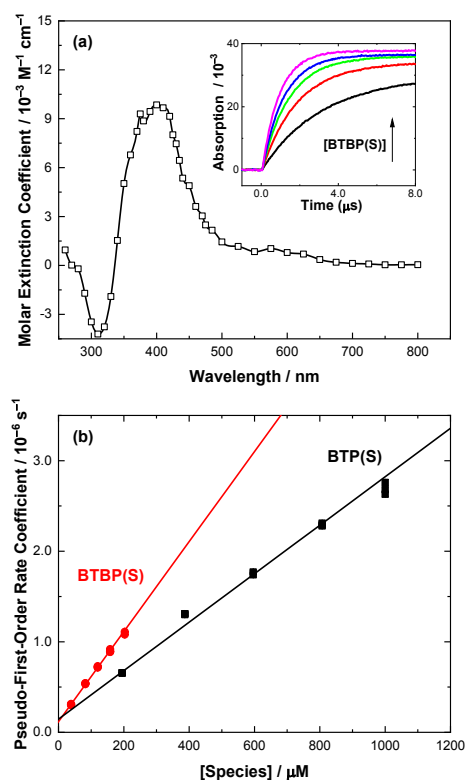 (a)
Molar Extinction Coefficient / 10⁻³ M⁻¹ cm⁻¹
15
12
9
6
3
0
-3
300 400 500 600 700 800
Wavelength / nm
Absorption / 10⁻³
40
20
0
0.0 4.0 8.0
Time (μs)
[BTBP(S)]
(b)
Pseudo-First-Order Rate Coefficient / 10⁻⁶ s⁻¹
3.0
2.0
1.0
0.0
0 200 400 600 800 1000 1200
[Species] / μM
BTP(S)
BTBP(S)